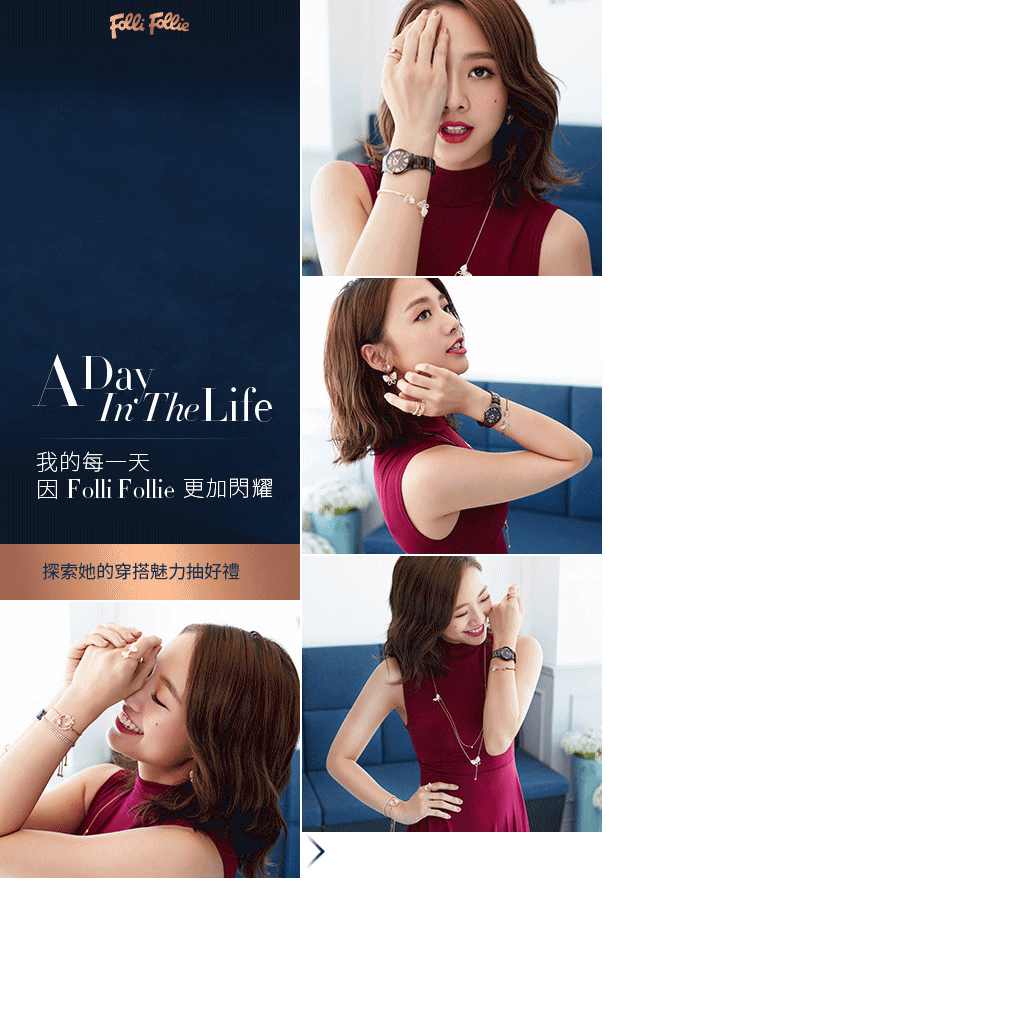 Folli Follie
A Day
In The Life
我的每一天
因 Folli Follie 更加閃耀
探索她的穿搭魅力抽好禮